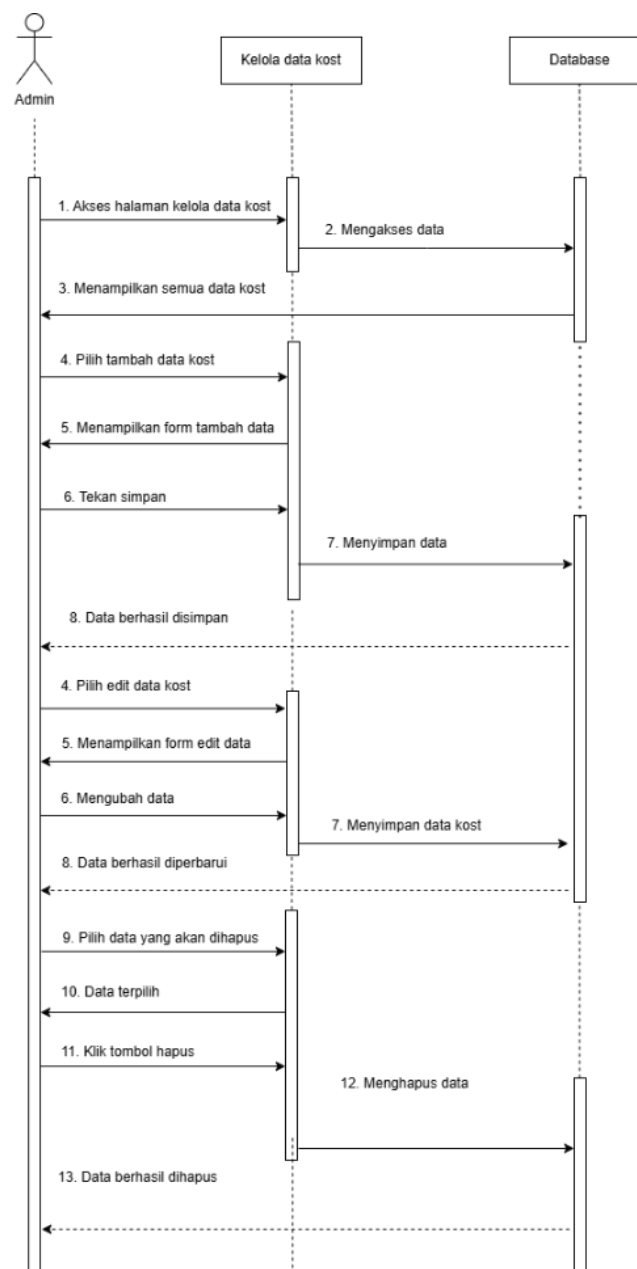 Admin
Kelola data kost
Database
1. Akses halaman kelola data kost
2. Mengakses data
3. Menampilkan semua data kost
4. Pilih tambah data kost
5. Menampilkan form tambah data
6. Tekan simpan
7. Menyimpan data
8. Data berhasil disimpan
4. Pilih edit data kost
5. Menampilkan form edit data
6. Mengubah data
7. Menyimpan data kost
8. Data berhasil diperbarui
9. Pilih data yang akan dihapus
10. Data terpilih
11. Klik tombol hapus
12. Menghapus data
13. Data berhasil dihapus